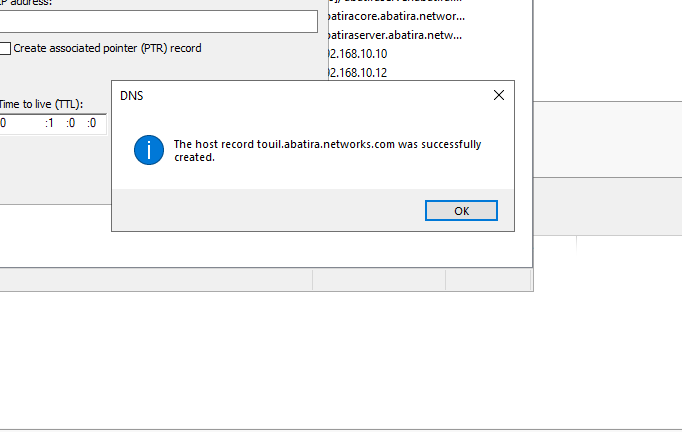 address:
batiracore.abatira.networ...
batiraserver.abatira.netw...
Create associated pointer (PTR) record
02.168.10.10
02.168.10.12
Time to live (TTL):
0 :1 :0 :0
DNS
The host record touil.abatira.networks.com was successfully
created.
OK